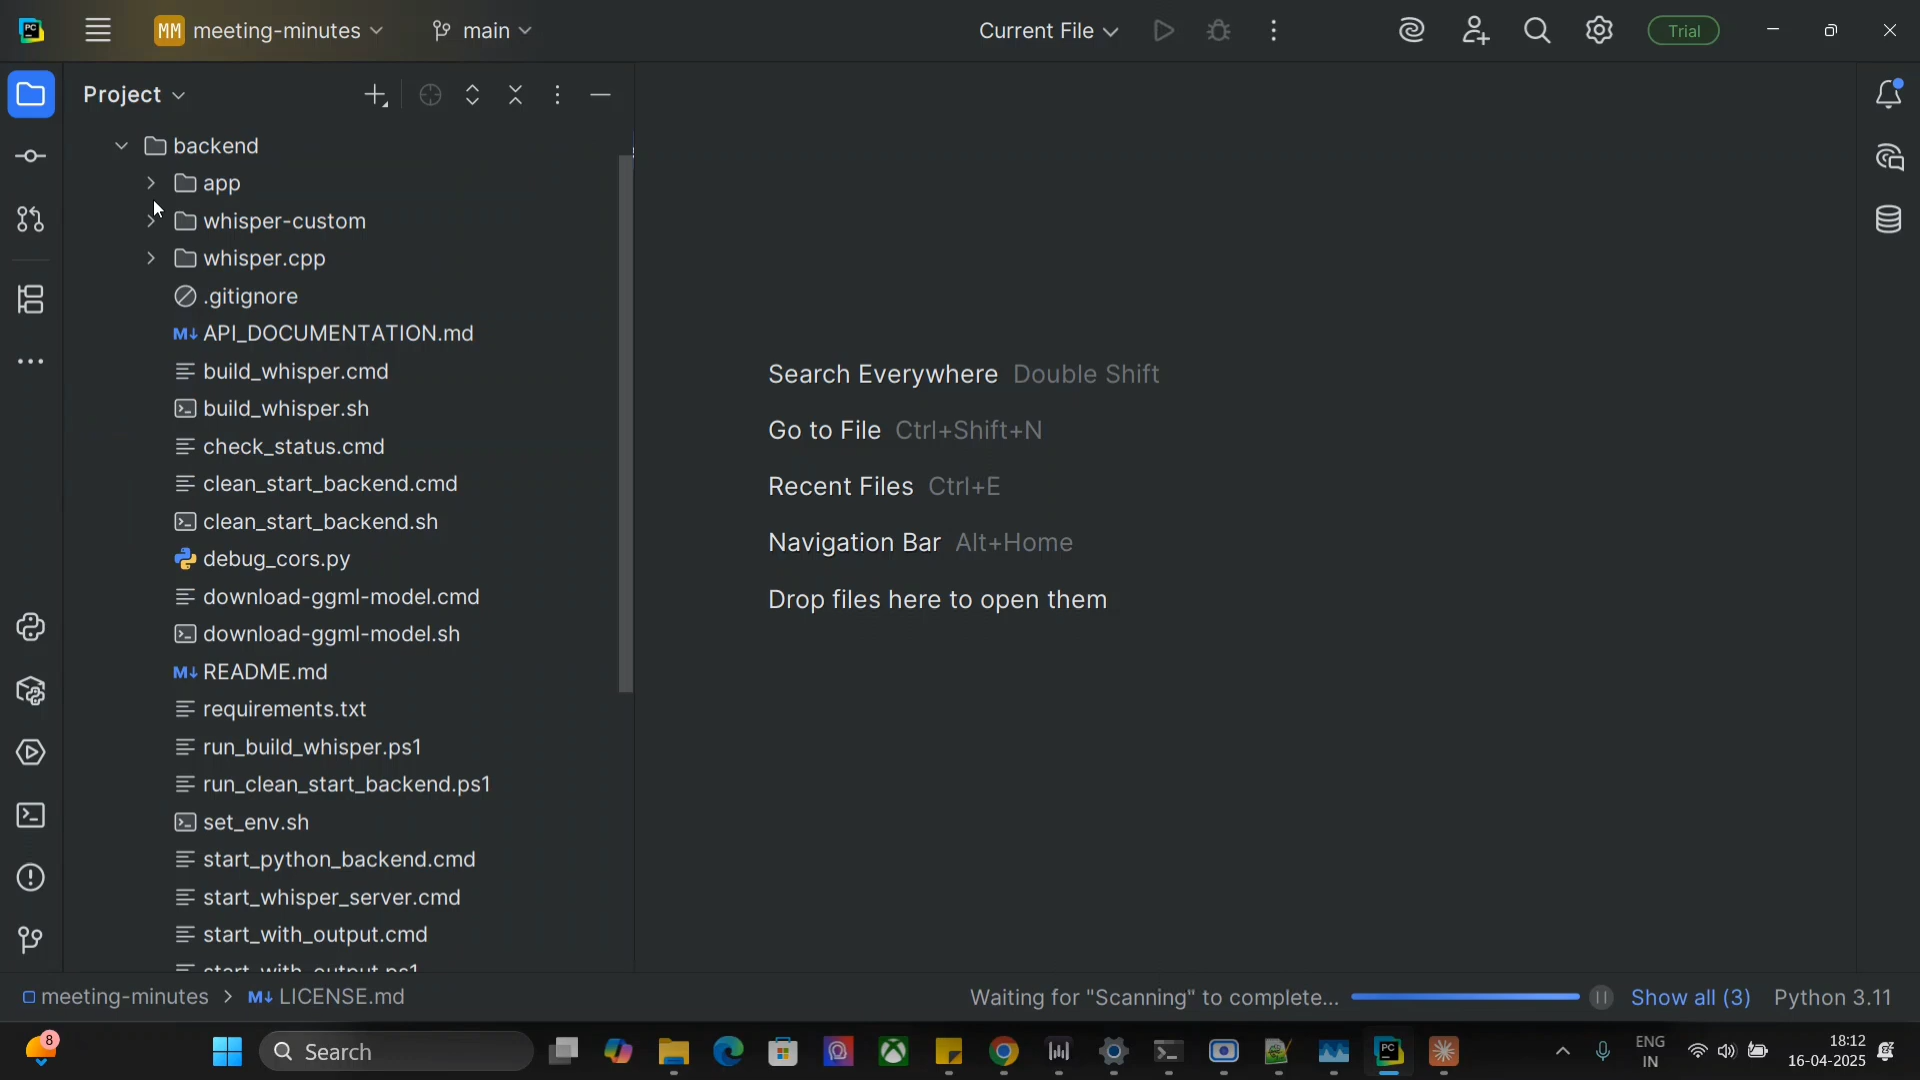 PC
MM meeting-minutes
main
Current File
Trial
Project
backend
app
whisper-custom
whisper.cpp
.gitignore
M↓ API_DOCUMENTATION.md
build_whisper.cmd
build_whisper.sh
check_status.cmd
clean_start_backend.cmd
clean_start_backend.sh
debug_cors.py
download-ggml-model.cmd
download-ggml-model.sh
M↓ README.md
requirements.txt
run_build_whisper.ps1
run_clean_start_backend.ps1
set_env.sh
start_python_backend.cmd
start_whisper_server.cmd
start_with_output.cmd
start_with_output.ps1
Search Everywhere Double Shift
Go to File Ctrl+Shift+N
Recent Files Ctrl+E
Navigation Bar Alt+Home
Drop files here to open them
meeting-minutes > M↓ LICENSE.md
Waiting for "Scanning" to complete...
Show all (3)
Python 3.11
8
Search
PC
ENG
IN
18:12
16-04-2025